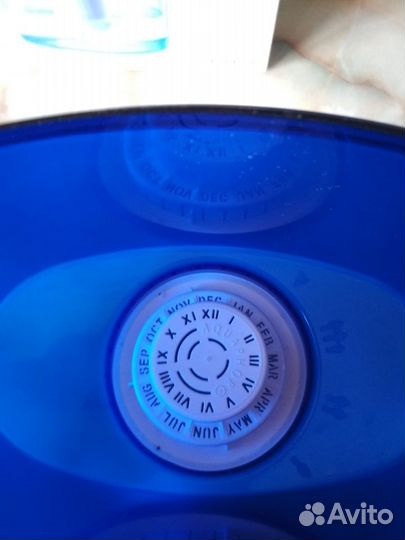 JAN FEB MAR APR MAY JUN JUL AUG SEP OCT NOV DEC
I II III IV V VI VII VIII IX X XI XII
AQUAPHOR
Avito